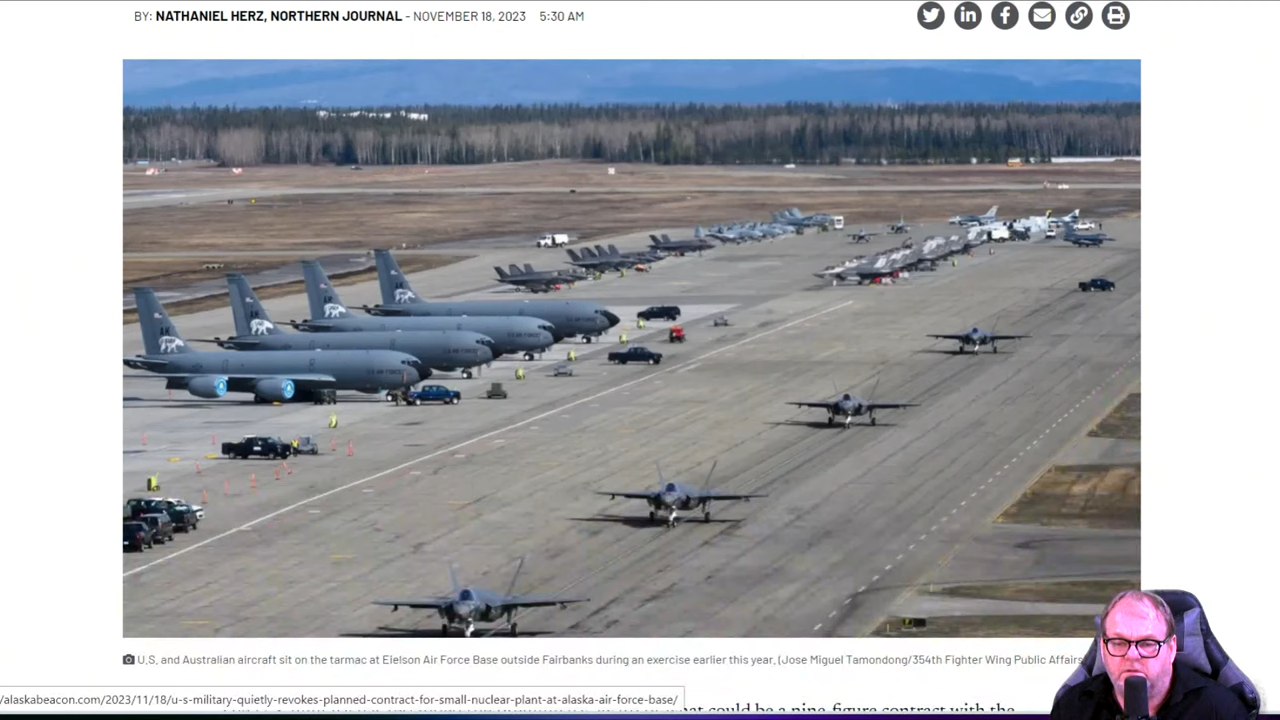 BY: NATHANIEL HERZ, NORTHERN JOURNAL - NOVEMBER 18, 2023 5:30 AM
U.S. and Australian aircraft sit on the tarmac at Eielson Air Force Base outside Fairbanks during an exercise earlier this year. (Jose Miguel Tamondong/354th Fighter Wing Public Affairs
/alaskabeacon.com/2023/11/18/u-s-military-quietly-revokes-planned-contract-for-small-nuclear-plant-at-alaska-air-force-base/
what could be a nine-figure contract with the